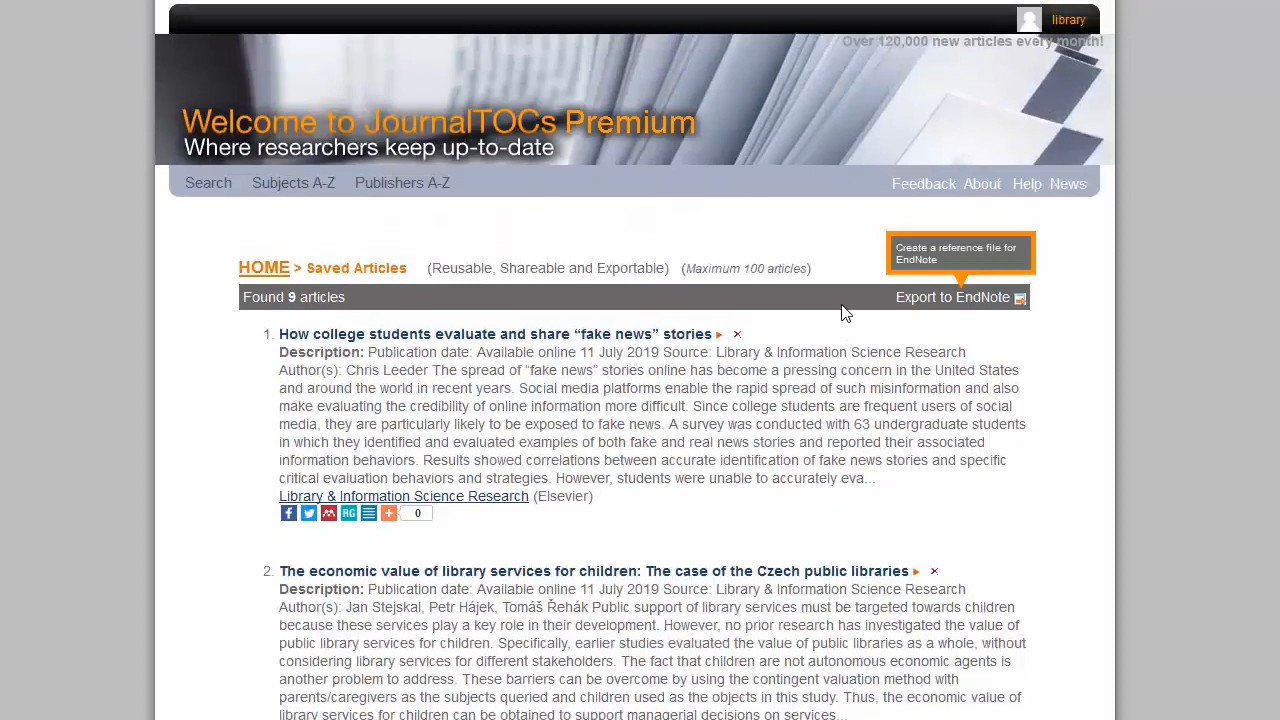 library
Over 120,000 new articles every month!
Welcome to JournalTOCs Premium
Where researchers keep up-to-date
Search Subjects A-Z Publishers A-Z Feedback About Help News
Create a reference file for
EndNote
HOME > Saved Articles (Reusable, Shareable and Exportable) (Maximum 100 articles)
Found 9 articles Export to EndNote
1. How college students evaluate and share “fake news” stories
Description: Publication date: Available online 11 July 2019 Source: Library & Information Science Research
Author(s): Chris Leeder The spread of “fake news” stories online has become a pressing concern in the United States
and around the world in recent years. Social media platforms enable the rapid spread of such misinformation and also
make evaluating the credibility of online information more difficult. Since college students are frequent users of social
media, they are particularly likely to be exposed to fake news. A survey was conducted with 63 undergraduate students
in which they identified and evaluated examples of both fake and real news stories and reported their associated
information behaviors. Results showed correlations between accurate identification of fake news stories and specific
critical evaluation behaviors and strategies. However, students were unable to accurately eva...
Library & Information Science Research (Elsevier)
RG 0
2. The economic value of library services for children: The case of the Czech public libraries
Description: Publication date: Available online 11 July 2019 Source: Library & Information Science Research
Author(s): Jan Stejskal, Petr Hájek, Tomáš Řehák Public support of library services must be targeted towards children
because these services play a key role in their development. However, no prior research has investigated the value of
public library services for children. Specifically, earlier studies evaluated the value of public libraries as a whole, without
considering library services for different stakeholders. The fact that children are not autonomous economic agents is
another problem to address. These barriers can be overcome by using the contingent valuation method with
parents/caregivers as the subjects queried and children used as the objects in this study. Thus, the economic value of
library services for children can be obtained to support managerial decisions on services...